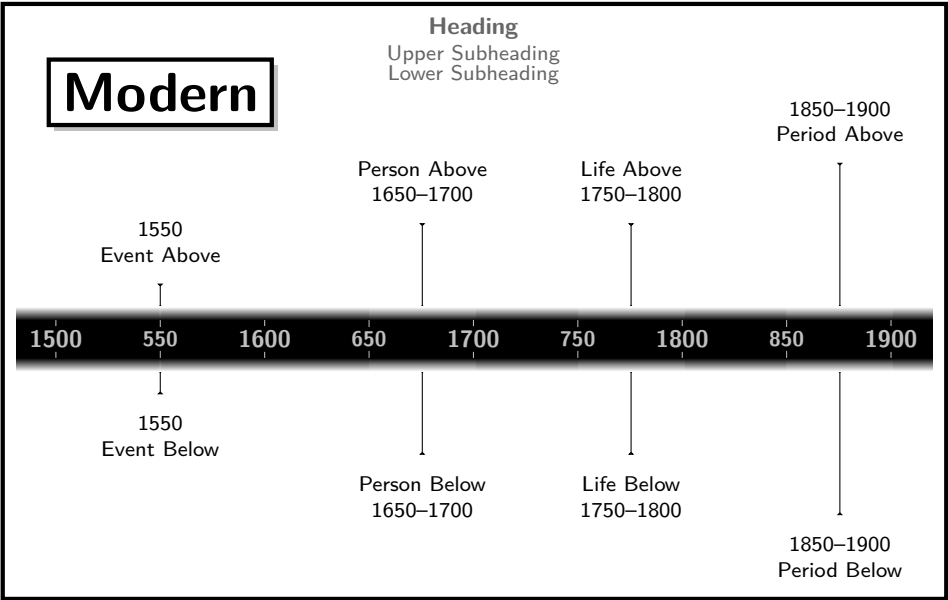 Heading
Upper Subheading
Lower Subheading
Modern
1850–1900
Period Above
Person Above
1650–1700
Life Above
1750–1800
1550
Event Above
1500 550 1600 650 1700 750 1800 850 1900
1550
Event Below
Person Below
1650–1700
Life Below
1750–1800
1850–1900
Period Below